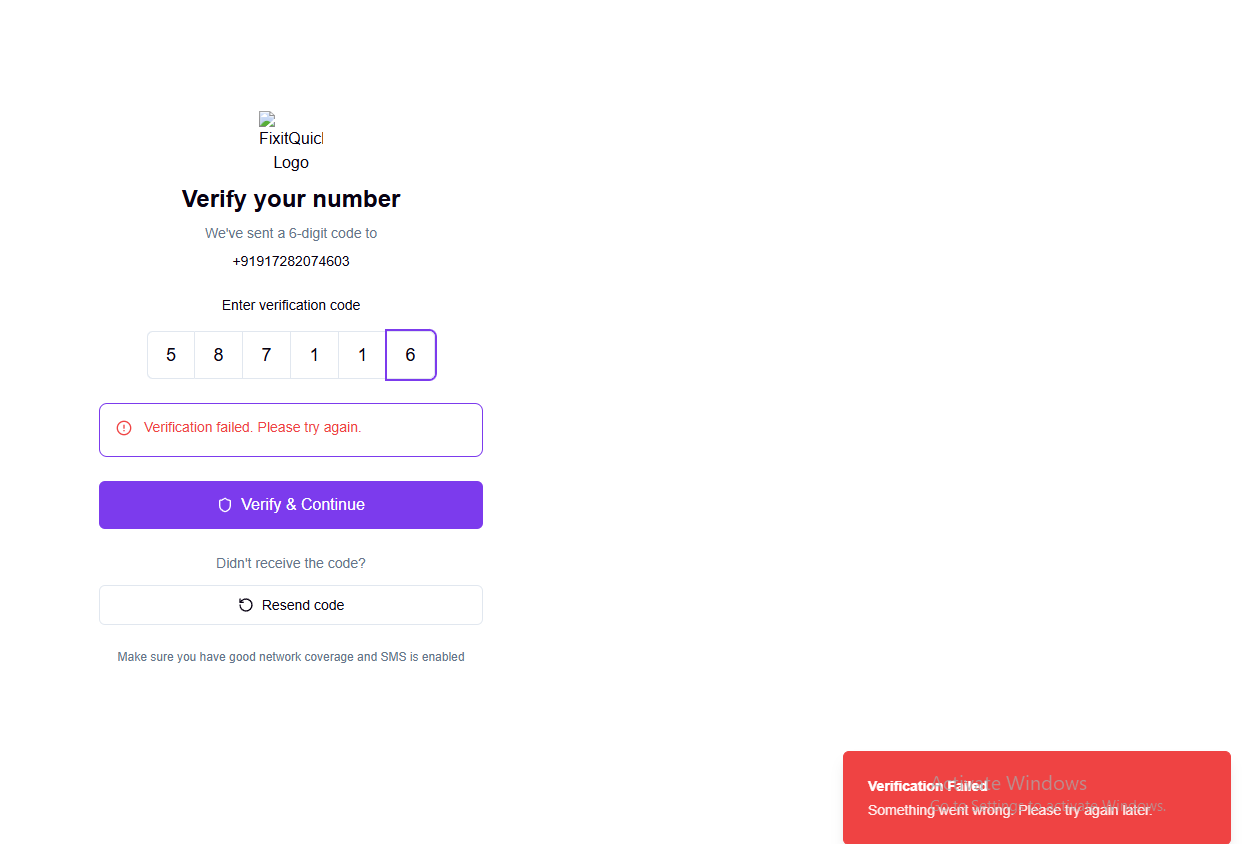 FixitQuick
Logo
Verify your number
We've sent a 6-digit code to
+91917282074603
Enter verification code
5 8 7 1 1 6
Verification failed. Please try again.
Verify & Continue
Didn't receive the code?
Resend code
Make sure you have good network coverage and SMS is enabled
Activate Windows
Verification Failed
Go to Settings to activate Windows.
Something went wrong. Please try again later.